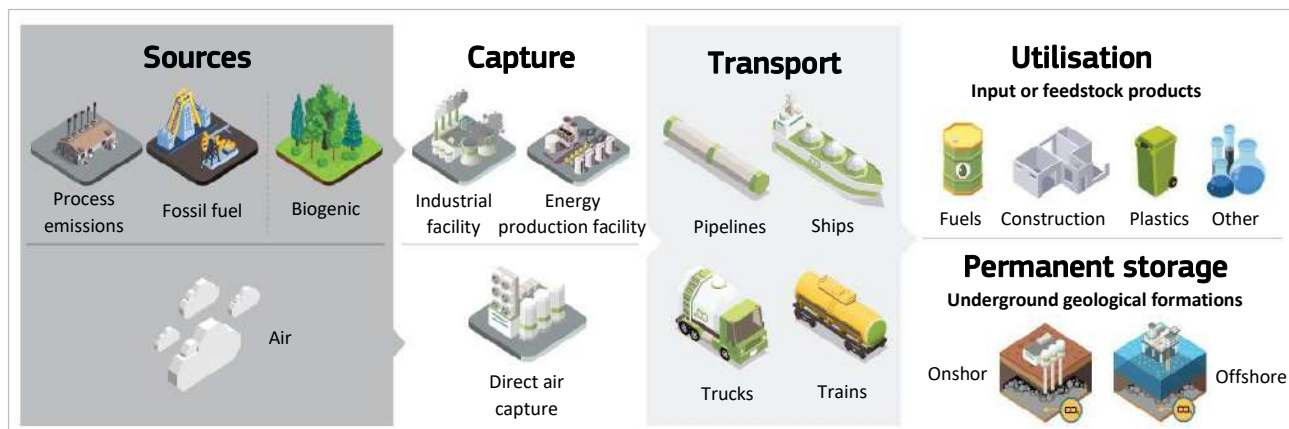 Sources
Process
emissions
Fossil fuel
Biogenic
Air
Capture
Industrial
facility
Energy
production facility
Direct air
capture
Transport
Pipelines
Ships
Trucks
Trains
Utilisation
Input or feedstock products
Fuels
Construction
Plastics
Other
Permanent storage
Underground geological formations
Onshor
Offshore